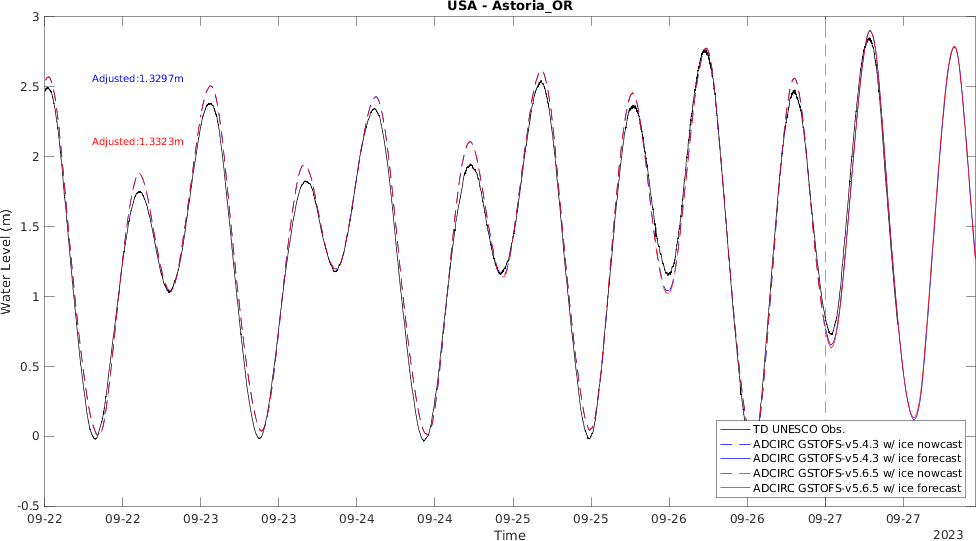 USA - Astoria_OR
3
2.5
2
1.5
1
0.5
0
-0.5
Water Level (m)
Adjusted:1.3297m
Adjusted:1.3323m
TD UNESCO Obs.
ADCIRC GSTOFS-v5.4.3 w/ ice nowcast
ADCIRC GSTOFS-v5.4.3 w/ ice forecast
ADCIRC GSTOFS-v5.6.5 w/ ice nowcast
ADCIRC GSTOFS-v5.6.5 w/ ice forecast
09-22 09-22 09-23 09-23 09-24 09-24 09-25 09-25 09-26 09-26 09-27 09-27
Time
2023